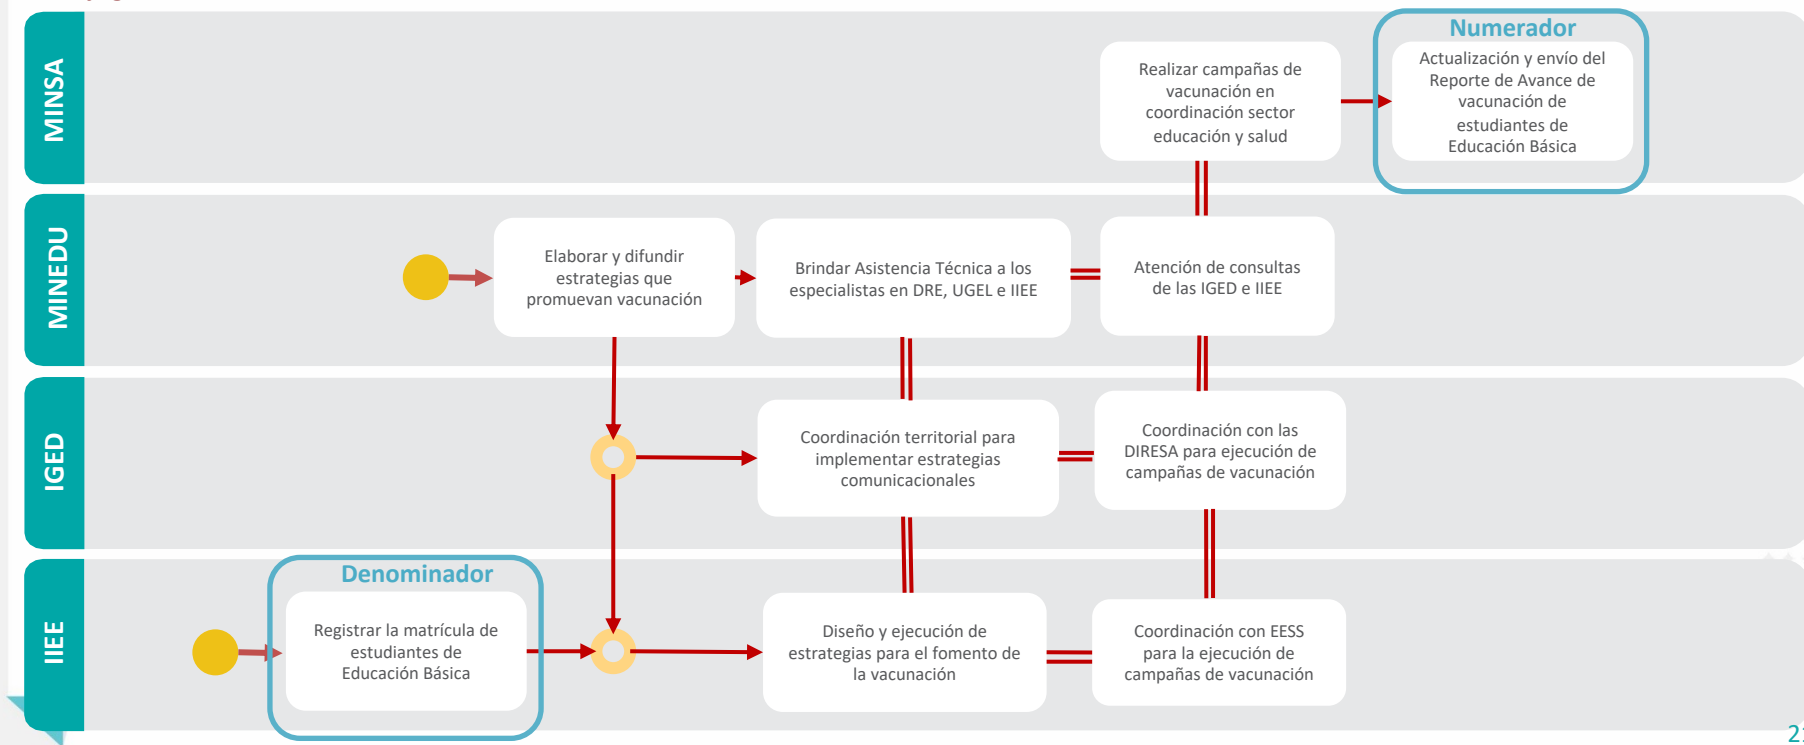 MINSA
Realizar campañas de
vacunación en
coordinación sector
educación y salud
Numerador
Actualización y envío del
Reporte de Avance de
vacunación de
estudiantes de
Educación Básica
MINEDU
Elaborar y difundir
estrategias que
promuevan vacunación
Brindar Asistencia Técnica a los
especialistas en DRE, UGEL e IIEE
Atención de consultas
de las IGED e IIEE
IGED
Coordinación territorial para
implementar estrategias
comunicacionales
Coordinación con las
DIRESA para ejecución de
campañas de vacunación
IIEE
Denominador
Registrar la matrícula de
estudiantes de
Educación Básica
Diseño y ejecución de
estrategias para el fomento de
la vacunación
Coordinación con EESS
para la ejecución de
campañas de vacunación